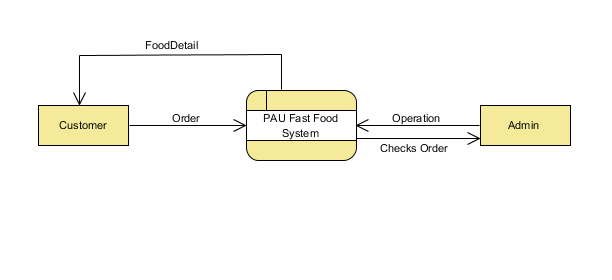 FoodDetail
Customer
Order
PAU Fast Food
System
Operation
Checks Order
Admin